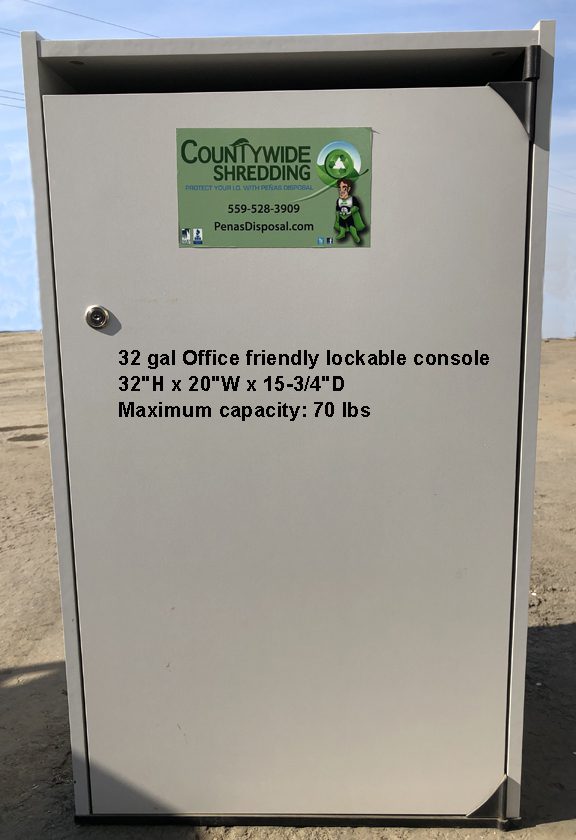 COUNTYWIDE
SHREDDING
PROTECT YOUR I.D. WITH PEÑAS DISPOSAL
559-528-3909
PenasDisposal.com
32 gal Office friendly lockable console
32"H x 20"W x 15-3/4"D
Maximum capacity: 70 lbs